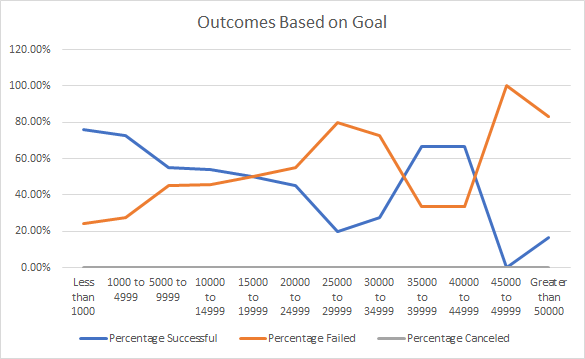 Outcomes Based on Goal
120.00%
100.00%
80.00%
60.00%
40.00%
20.00%
0.00%
Less than 1000
1000 to 4999
5000 to 9999
10000 to 14999
15000 to 19999
20000 to 24999
25000 to 29999
30000 to 34999
35000 to 39999
40000 to 44999
45000 to 49999
Greater than 50000
Percentage Successful
Percentage Failed
Percentage Canceled